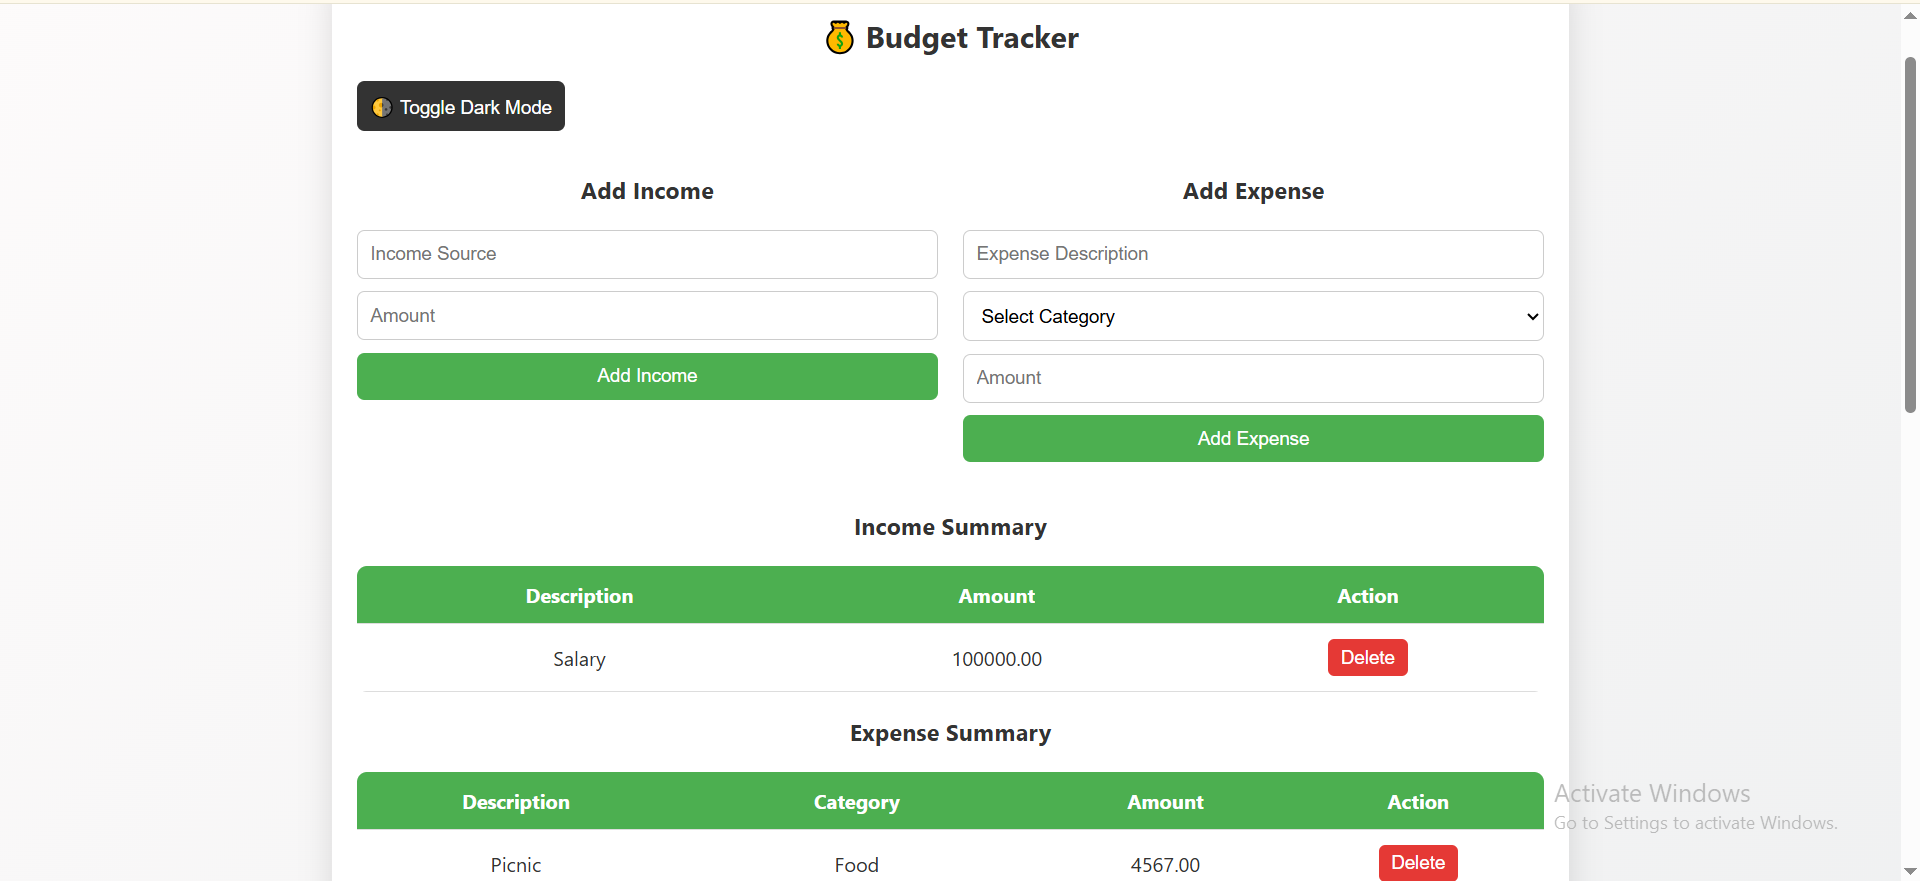 Budget Tracker
Toggle Dark Mode
Add Income
Income Source
Amount
Add Income
Add Expense
Expense Description
Select Category
Amount
Add Expense
Income Summary
Description Amount Action
Salary 100000.00 Delete
Expense Summary
Description Category Amount Action
Picnic Food 4567.00 Delete
Activate Windows
Go to Settings to activate Windows.